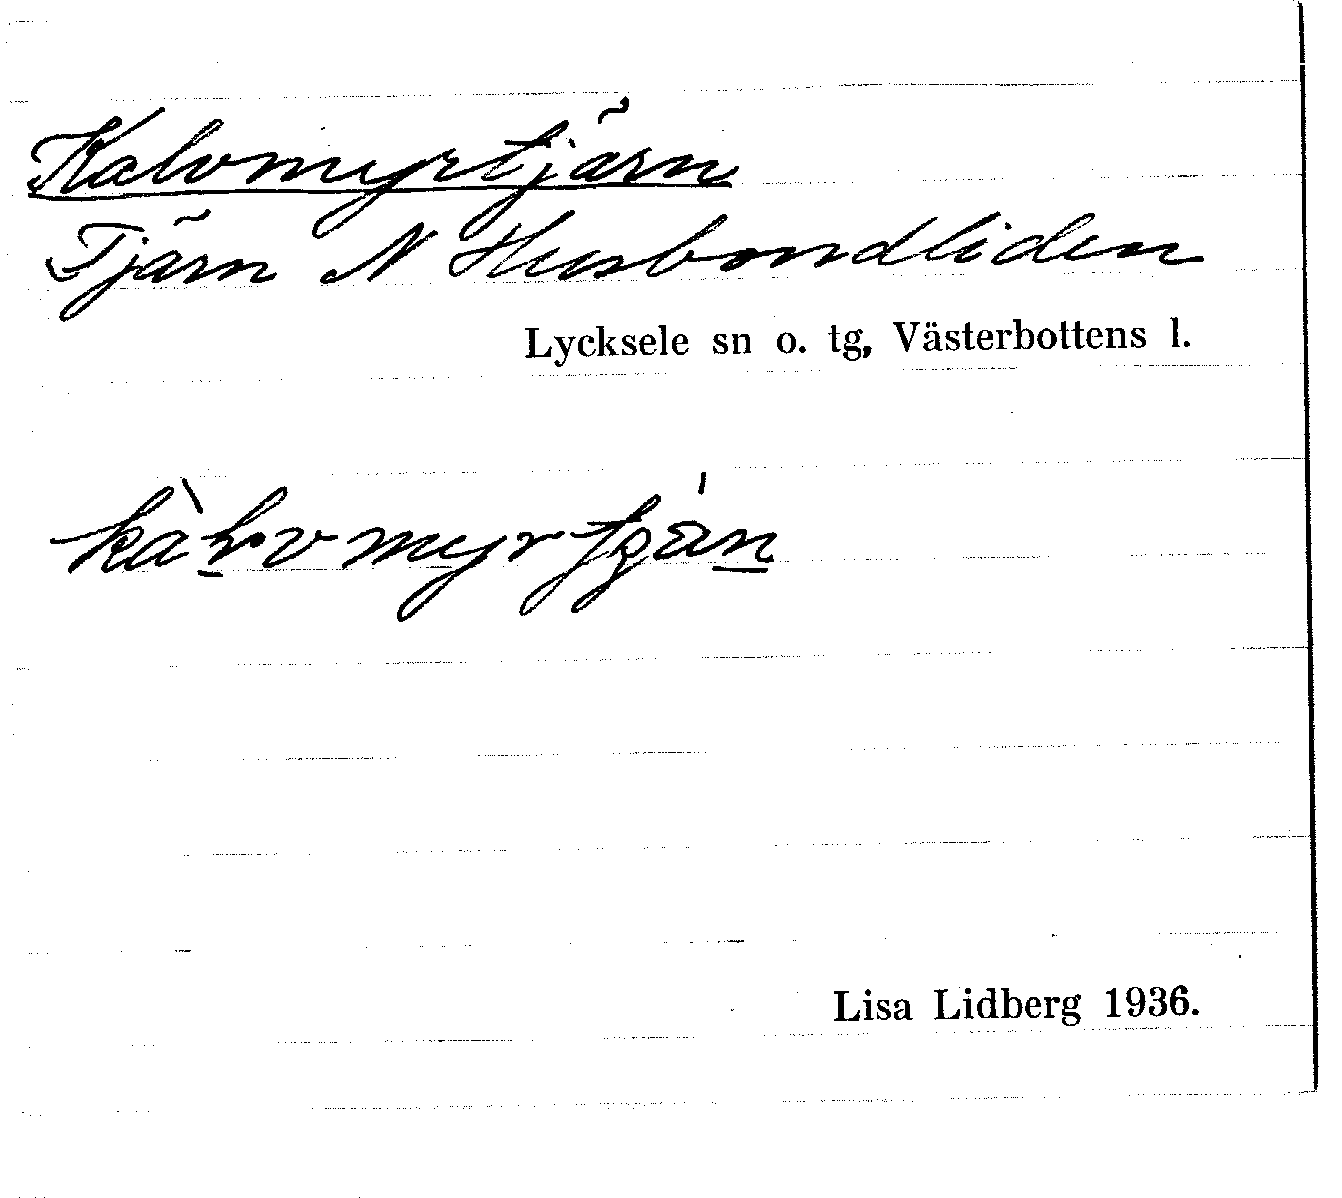 Kalvmyrtjärn
Tjärn N Husbondliden
Lycksele sn o. tg, Västerbottens l.
Lisa Lidberg 1936.